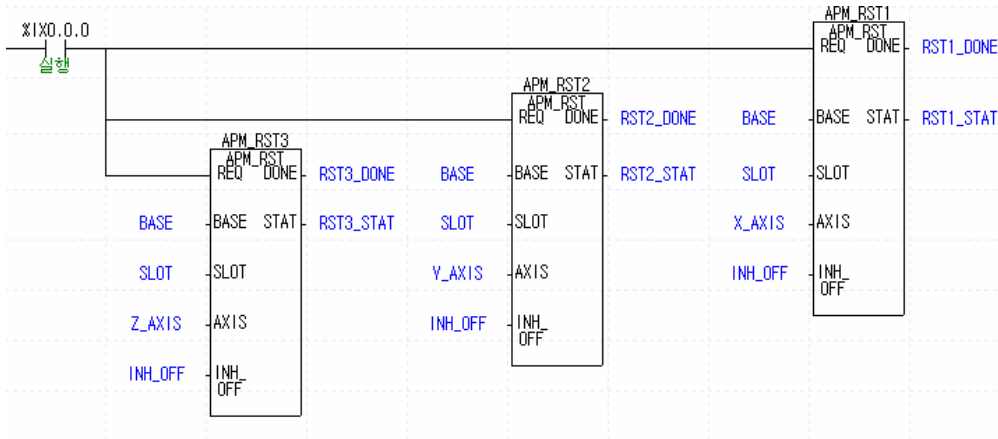 %IX0.0.0
실행
APM_RST1
APM_RST
REQ DONE RST1_DONE
BASE BASE STAT RST1_STAT
SLOT SLOT
X_AXIS AXIS
INH_OFF INH_
OFF
APM_RST2
APM_RST
REQ DONE RST2_DONE
BASE BASE STAT RST2_STAT
SLOT SLOT
Y_AXIS AXIS
INH_OFF INH_
OFF
APM_RST3
APM_RST
REQ DONE RST3_DONE
BASE BASE STAT RST3_STAT
SLOT SLOT
Z_AXIS AXIS
INH_OFF INH_
OFF